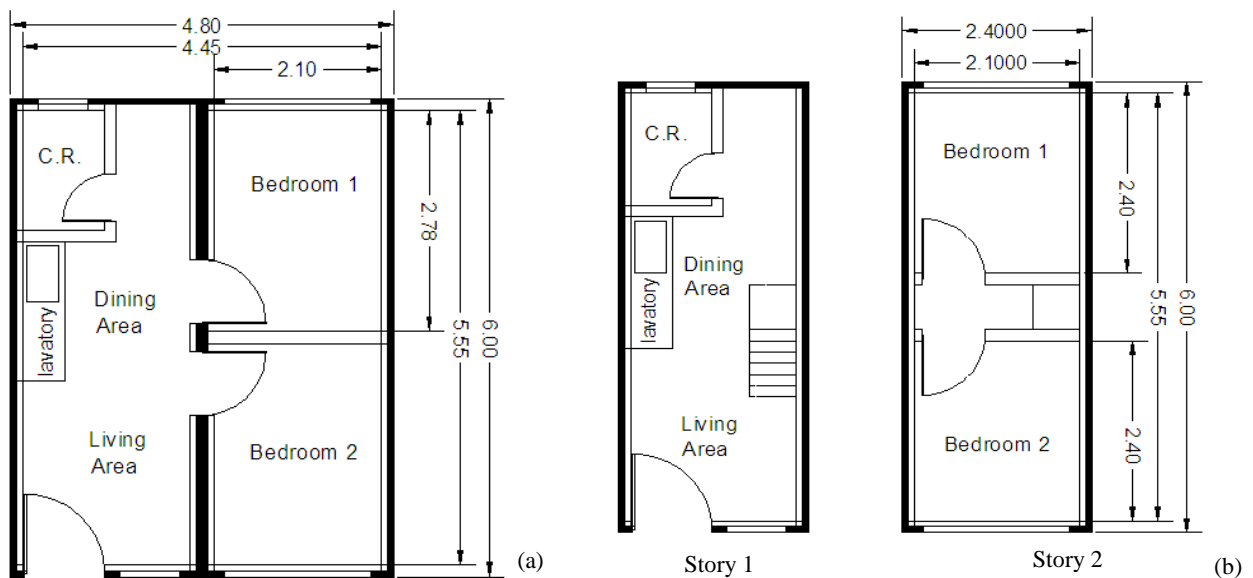 4.80
4.45
2.10
C.R.
Bedroom 1
2.78
Dining
Area
lavatory
5.55
6.00
Living
Area
Bedroom 2
(a)
C.R.
Dining
Area
lavatory
Living
Area
Story 1
2.4000
2.1000
Bedroom 1
2.40
5.55
6.00
2.40
Bedroom 2
Story 2
(b)